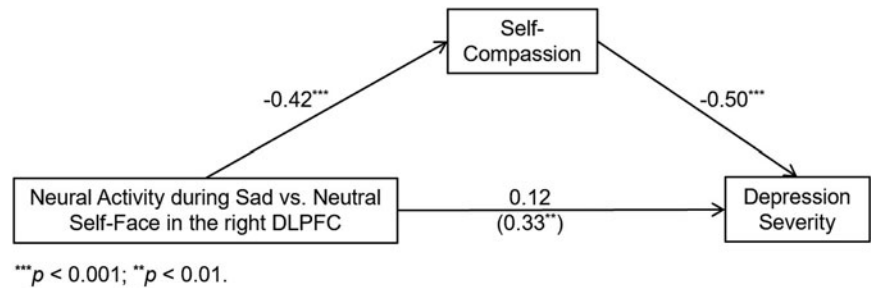 Self-
Compassion
-0.42***
-0.50***
Neural Activity during Sad vs. Neutral
Self-Face in the right DLPFC
0.12
(0.33**)
Depression
Severity
***p < 0.001; **p < 0.01.